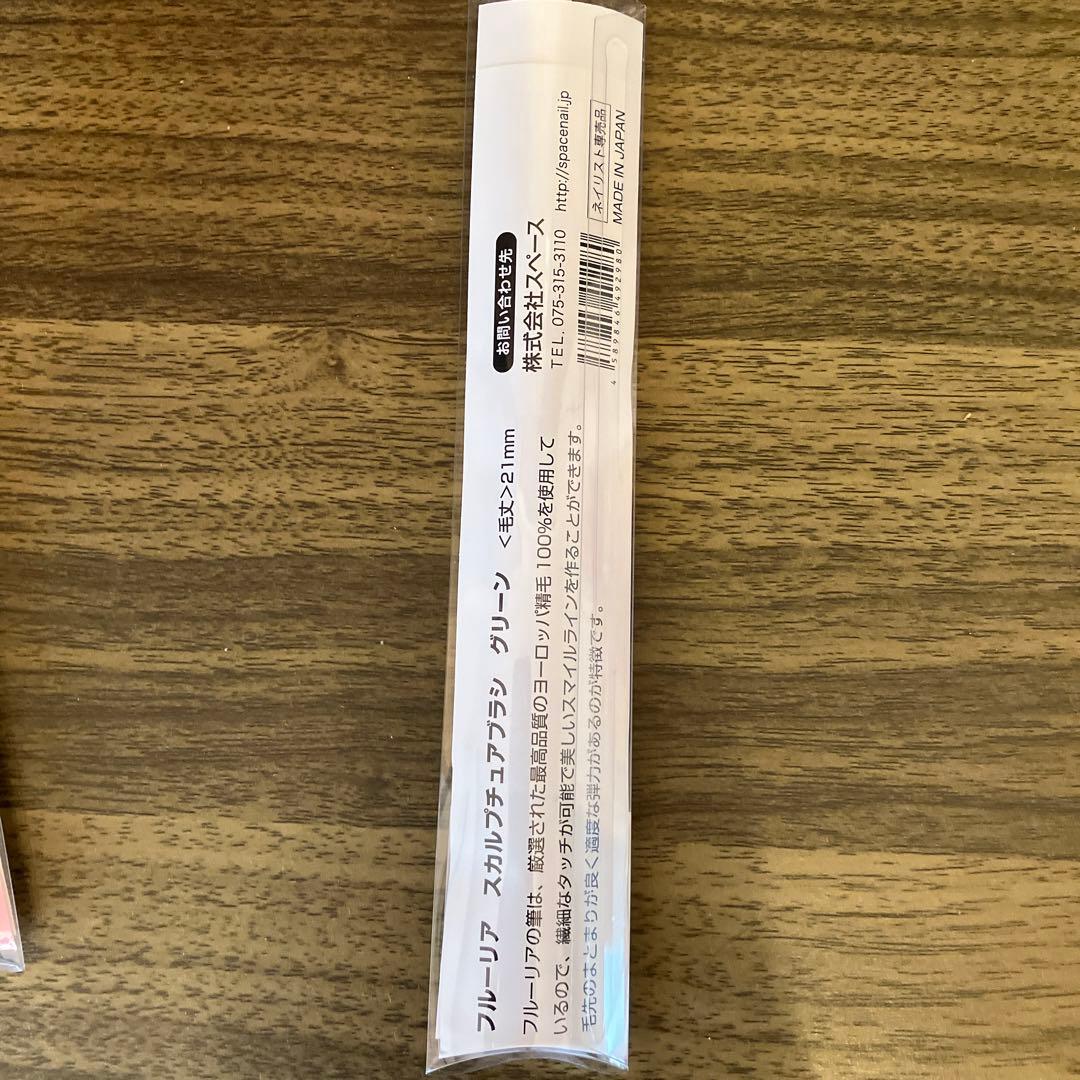 フルーリア　スカルプチュアブラシ　グリーン　<毛丈>21mm
フルーリアの筆は、厳選された最高品質のヨーロッパ精毛100%を使用して
いるので、繊細なタッチが可能で美しいスマイルラインを作ることができます。
毛先のまとまりが良く適度な弾力があるのが特徴です。
お問い合わせ先
株式会社スペース
TEL. 075-315-3110　http://spacenail.jp
4 589846 492980
ネイリスト専売品
MADE IN JAPAN